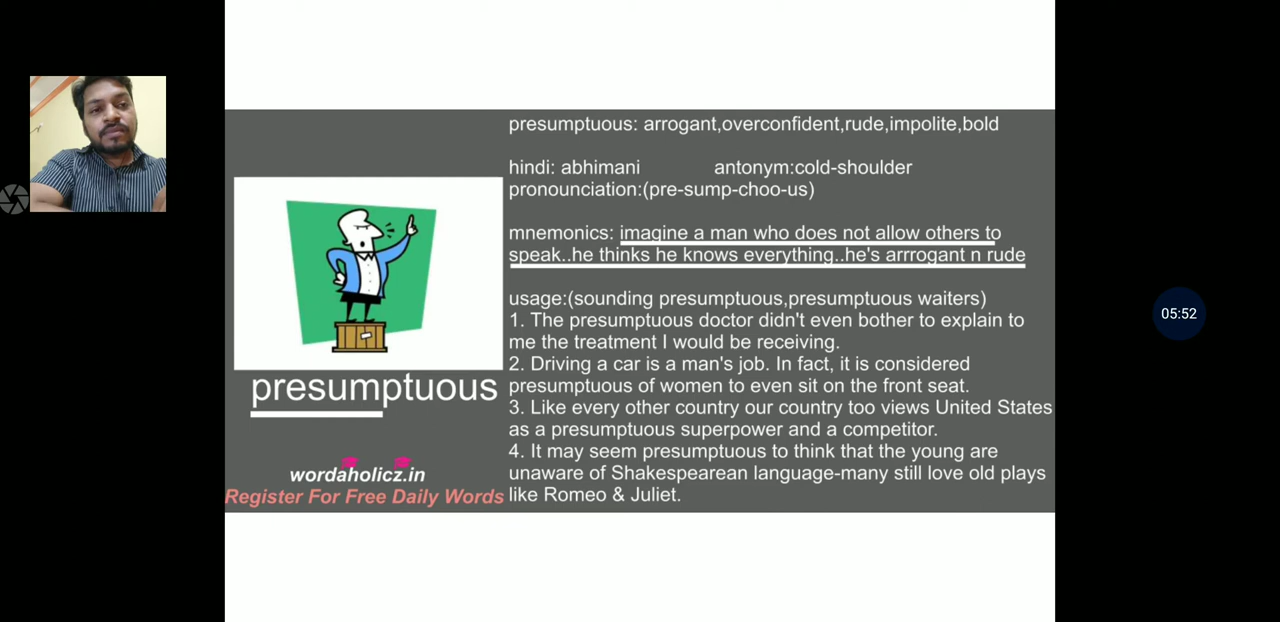 presumptuous: arrogant,overconfident,rude,impolite,bold
hindi: abhimani antonym:cold-shoulder
pronounciation:(pre-sump-choo-us)
mnemonics: imagine a man who does not allow others to
speak..he thinks he knows everything..he's arrrogant n rude
usage:(sounding presumptuous,presumptuous waiters)
1. The presumptuous doctor didn't even bother to explain to
me the treatment I would be receiving.
2. Driving a car is a man's job. In fact, it is considered
presumptuous of women to even sit on the front seat.
3. Like every other country our country too views United States
as a presumptuous superpower and a competitor.
4. It may seem presumptuous to think that the young are
unaware of Shakespearean language-many still love old plays
like Romeo & Juliet.
presumptuous
wordaholicz.in
Register For Free Daily Words
05:52